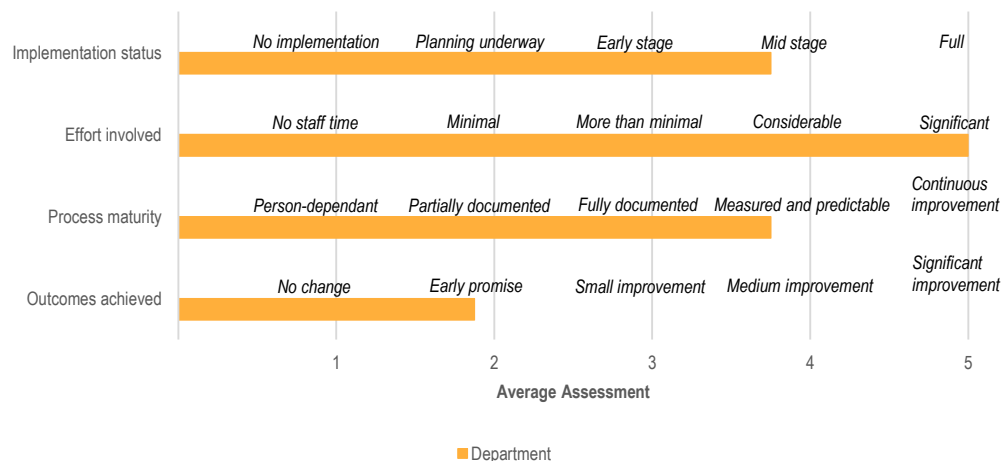 Implementation status
No implementation Planning underway Early stage Mid stage Full
Effort involved
No staff time Minimal More than minimal Considerable Significant
Process maturity
Person-dependant Partially documented Fully documented Measured and predictable Continuous
improvement
Outcomes achieved
No change Early promise Small improvement Medium improvement Significant
improvement
1 2 3 4 5
Average Assessment
Department